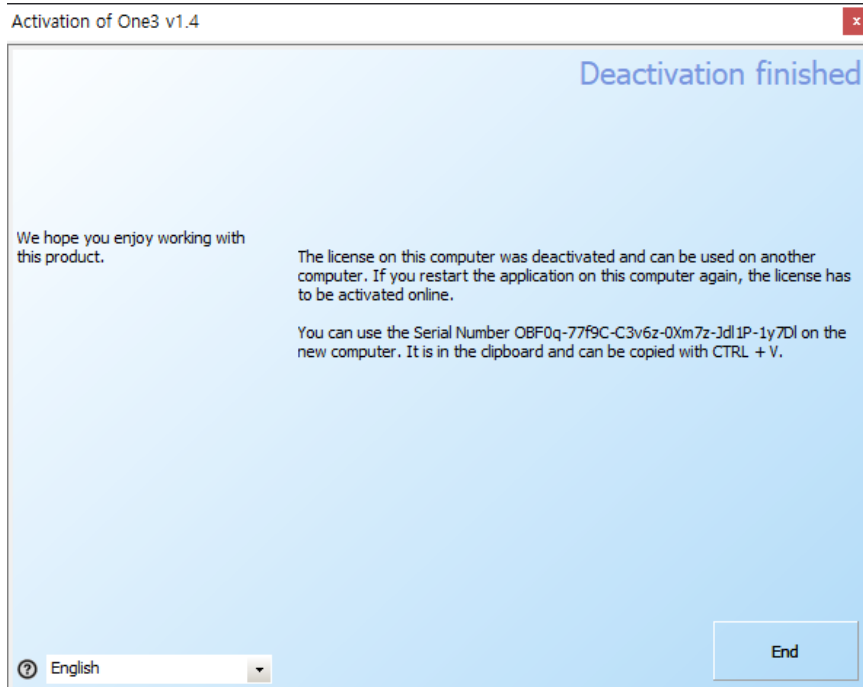 Activation of One3 v1.4
x
Deactivation finished
We hope you enjoy working with
this product.
The license on this computer was deactivated and can be used on another
computer. If you restart the application on this computer again, the license has
to be activated online.
You can use the Serial Number OBF0q-77f9C-C3v6z-0Xm7z-Jdl1P-1y7Dl on the
new computer. It is in the clipboard and can be copied with CTRL + V.
? English
End